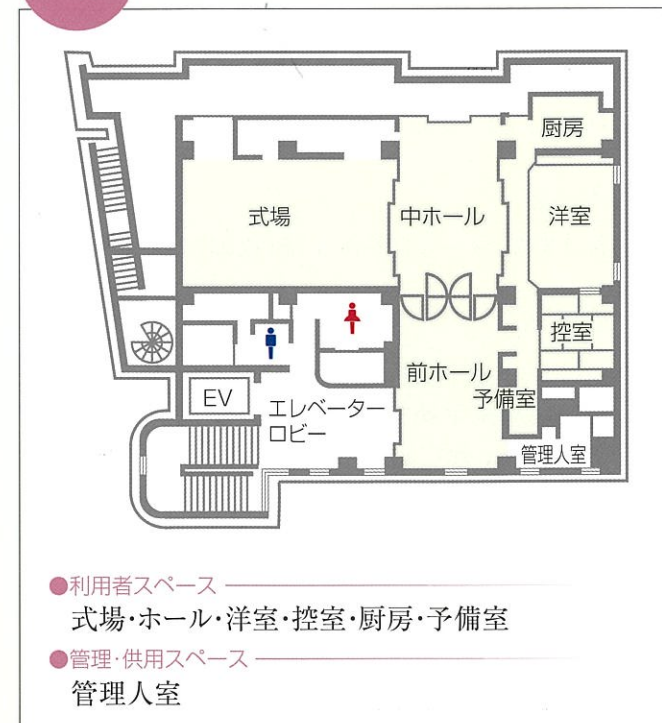 厨房
式場
中ホール
洋室
控室
前ホール
予備室
EV
エレベーター
ロビー
管理人室
●利用者スペース
式場・ホール・洋室・控室・厨房・予備室
●管理・供用スペース
管理人室